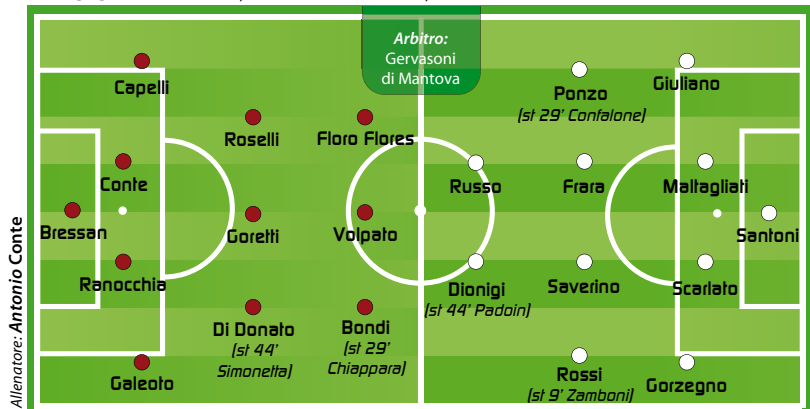 Arbitro:
Gervasoni
di Mantova
Allenatore: Antonio Conte
Capelli
Conte
Bressan
Ranocchia
Galeoto
Roselli
Goretti
Di Donato
(st 44'
Simonetta)
Floro Flores
Volpato
Bondi
(st 29'
Chiappara)
Russo
Dionigi
(st 44' Padoin)
Ponzo
(st 29' Confalone)
Frara
Saverino
Rossi
(st 9' Zamboni)
Giuliano
Maltagliati
Santoni
Scarlato
Gorzegno